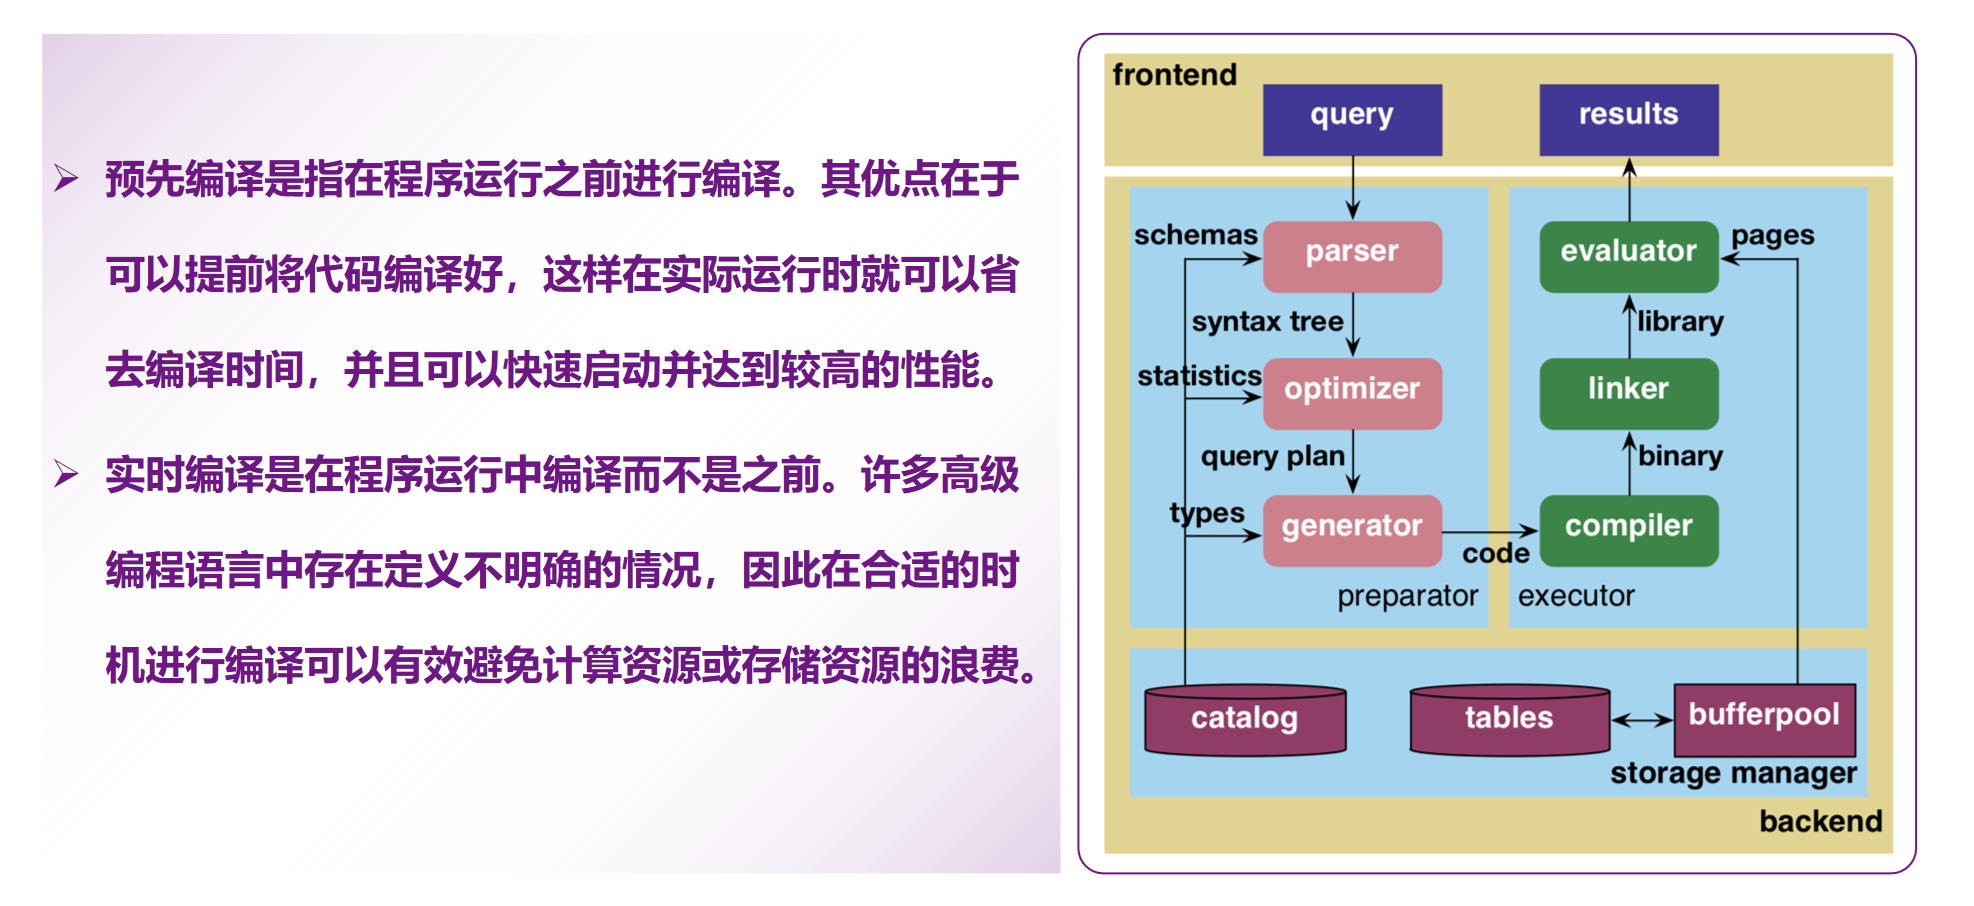 预先编译是指在程序运行之前进行编译。其优点在于
可以提前将代码编译好，这样在实际运行时就可以省
去编译时间，并且可以快速启动并达到较高的性能。
实时编译是在程序运行中编译而不是之前。许多高级
编程语言中存在定义不明确的情况，因此在合适的时
机进行编译可以有效避免计算资源或存储资源的浪费。
frontend
query
results
schemas
parser
evaluator
pages
syntax tree
library
statistics
optimizer
linker
query plan
binary
types
generator
code
compiler
preparator
executor
catalog
tables
bufferpool
storage manager
backend